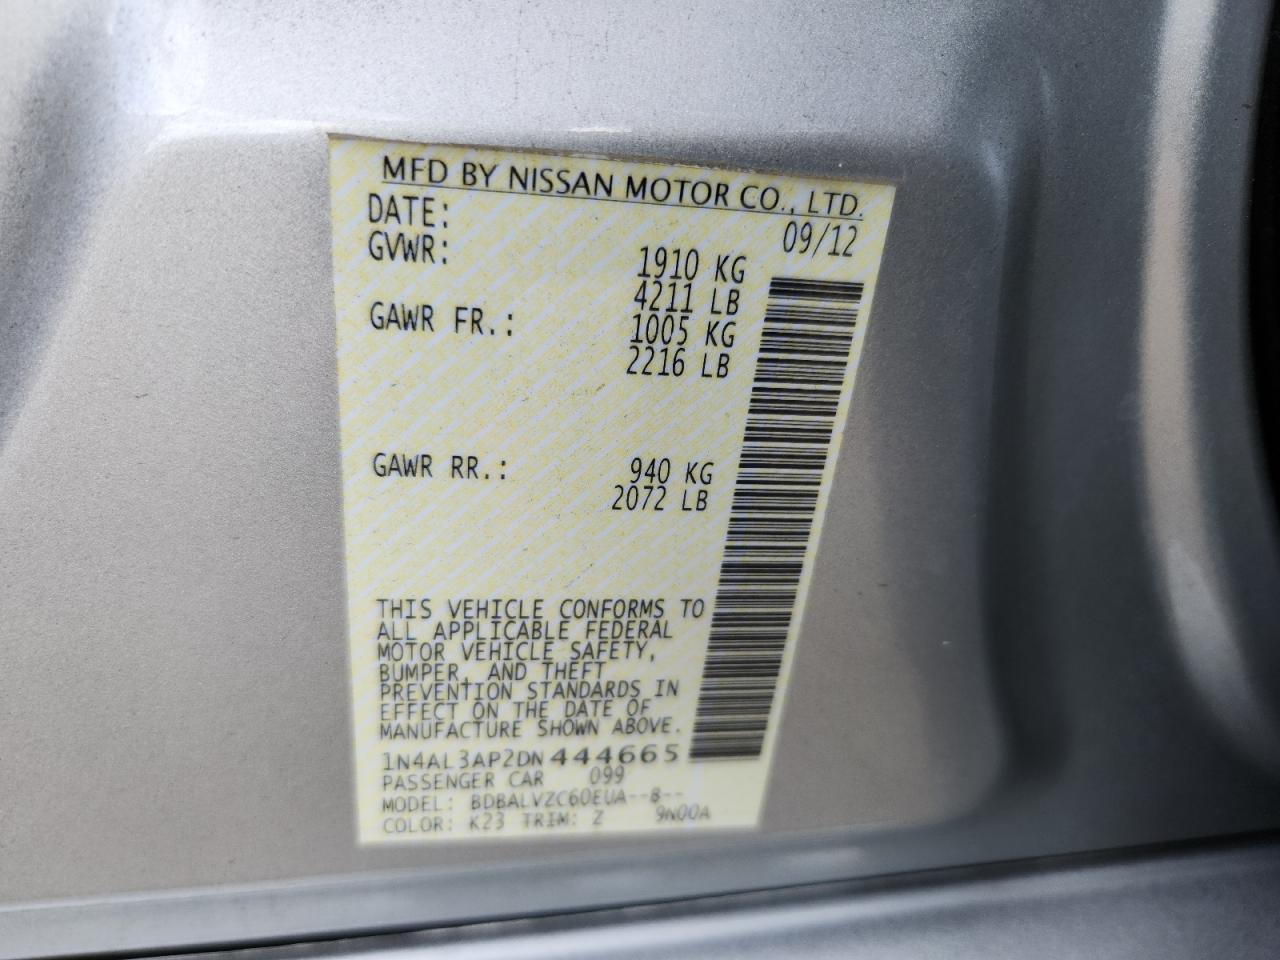 MFD BY NISSAN MOTOR CO., LTD.
DATE: 09/12
GVWR: 1910 KG
4211 LB
GAWR FR.: 1005 KG
2216 LB
GAWR RR.: 940 KG
2072 LB
THIS VEHICLE CONFORMS TO
ALL APPLICABLE FEDERAL
MOTOR VEHICLE SAFETY,
BUMPER, AND THEFT
PREVENTION STANDARDS IN
EFFECT ON THE DATE OF
MANUFACTURE SHOWN ABOVE.
1N4AL3AP2DN444665
PASSENGER CAR 099
MODEL: BDBALVZC60EUA--8--
COLOR: K23 TRIM: Z 9N00A